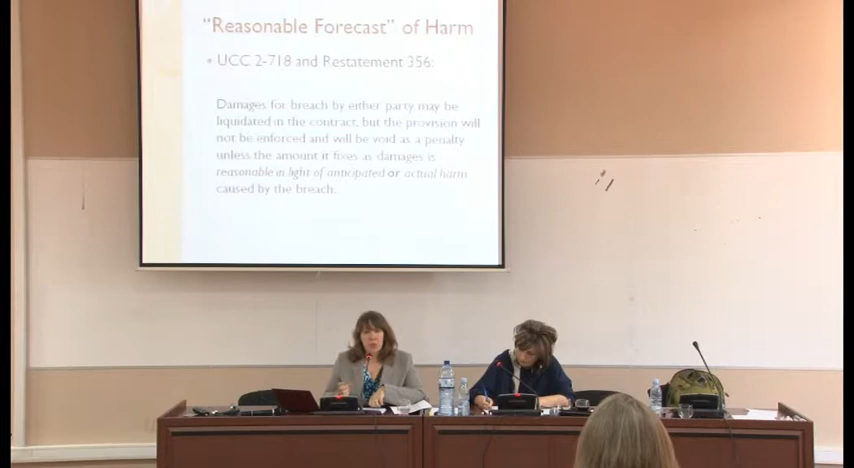 “Reasonable Forecast” of Harm
UCC 2-718 and Restatement 356:
Damages for breach by either party may be
liquidated in the contract, but the provision will
not be enforced and will be void as a penalty
unless the amount it fixes as damages is
reasonable in light of anticipated or actual harm
caused by the breach.